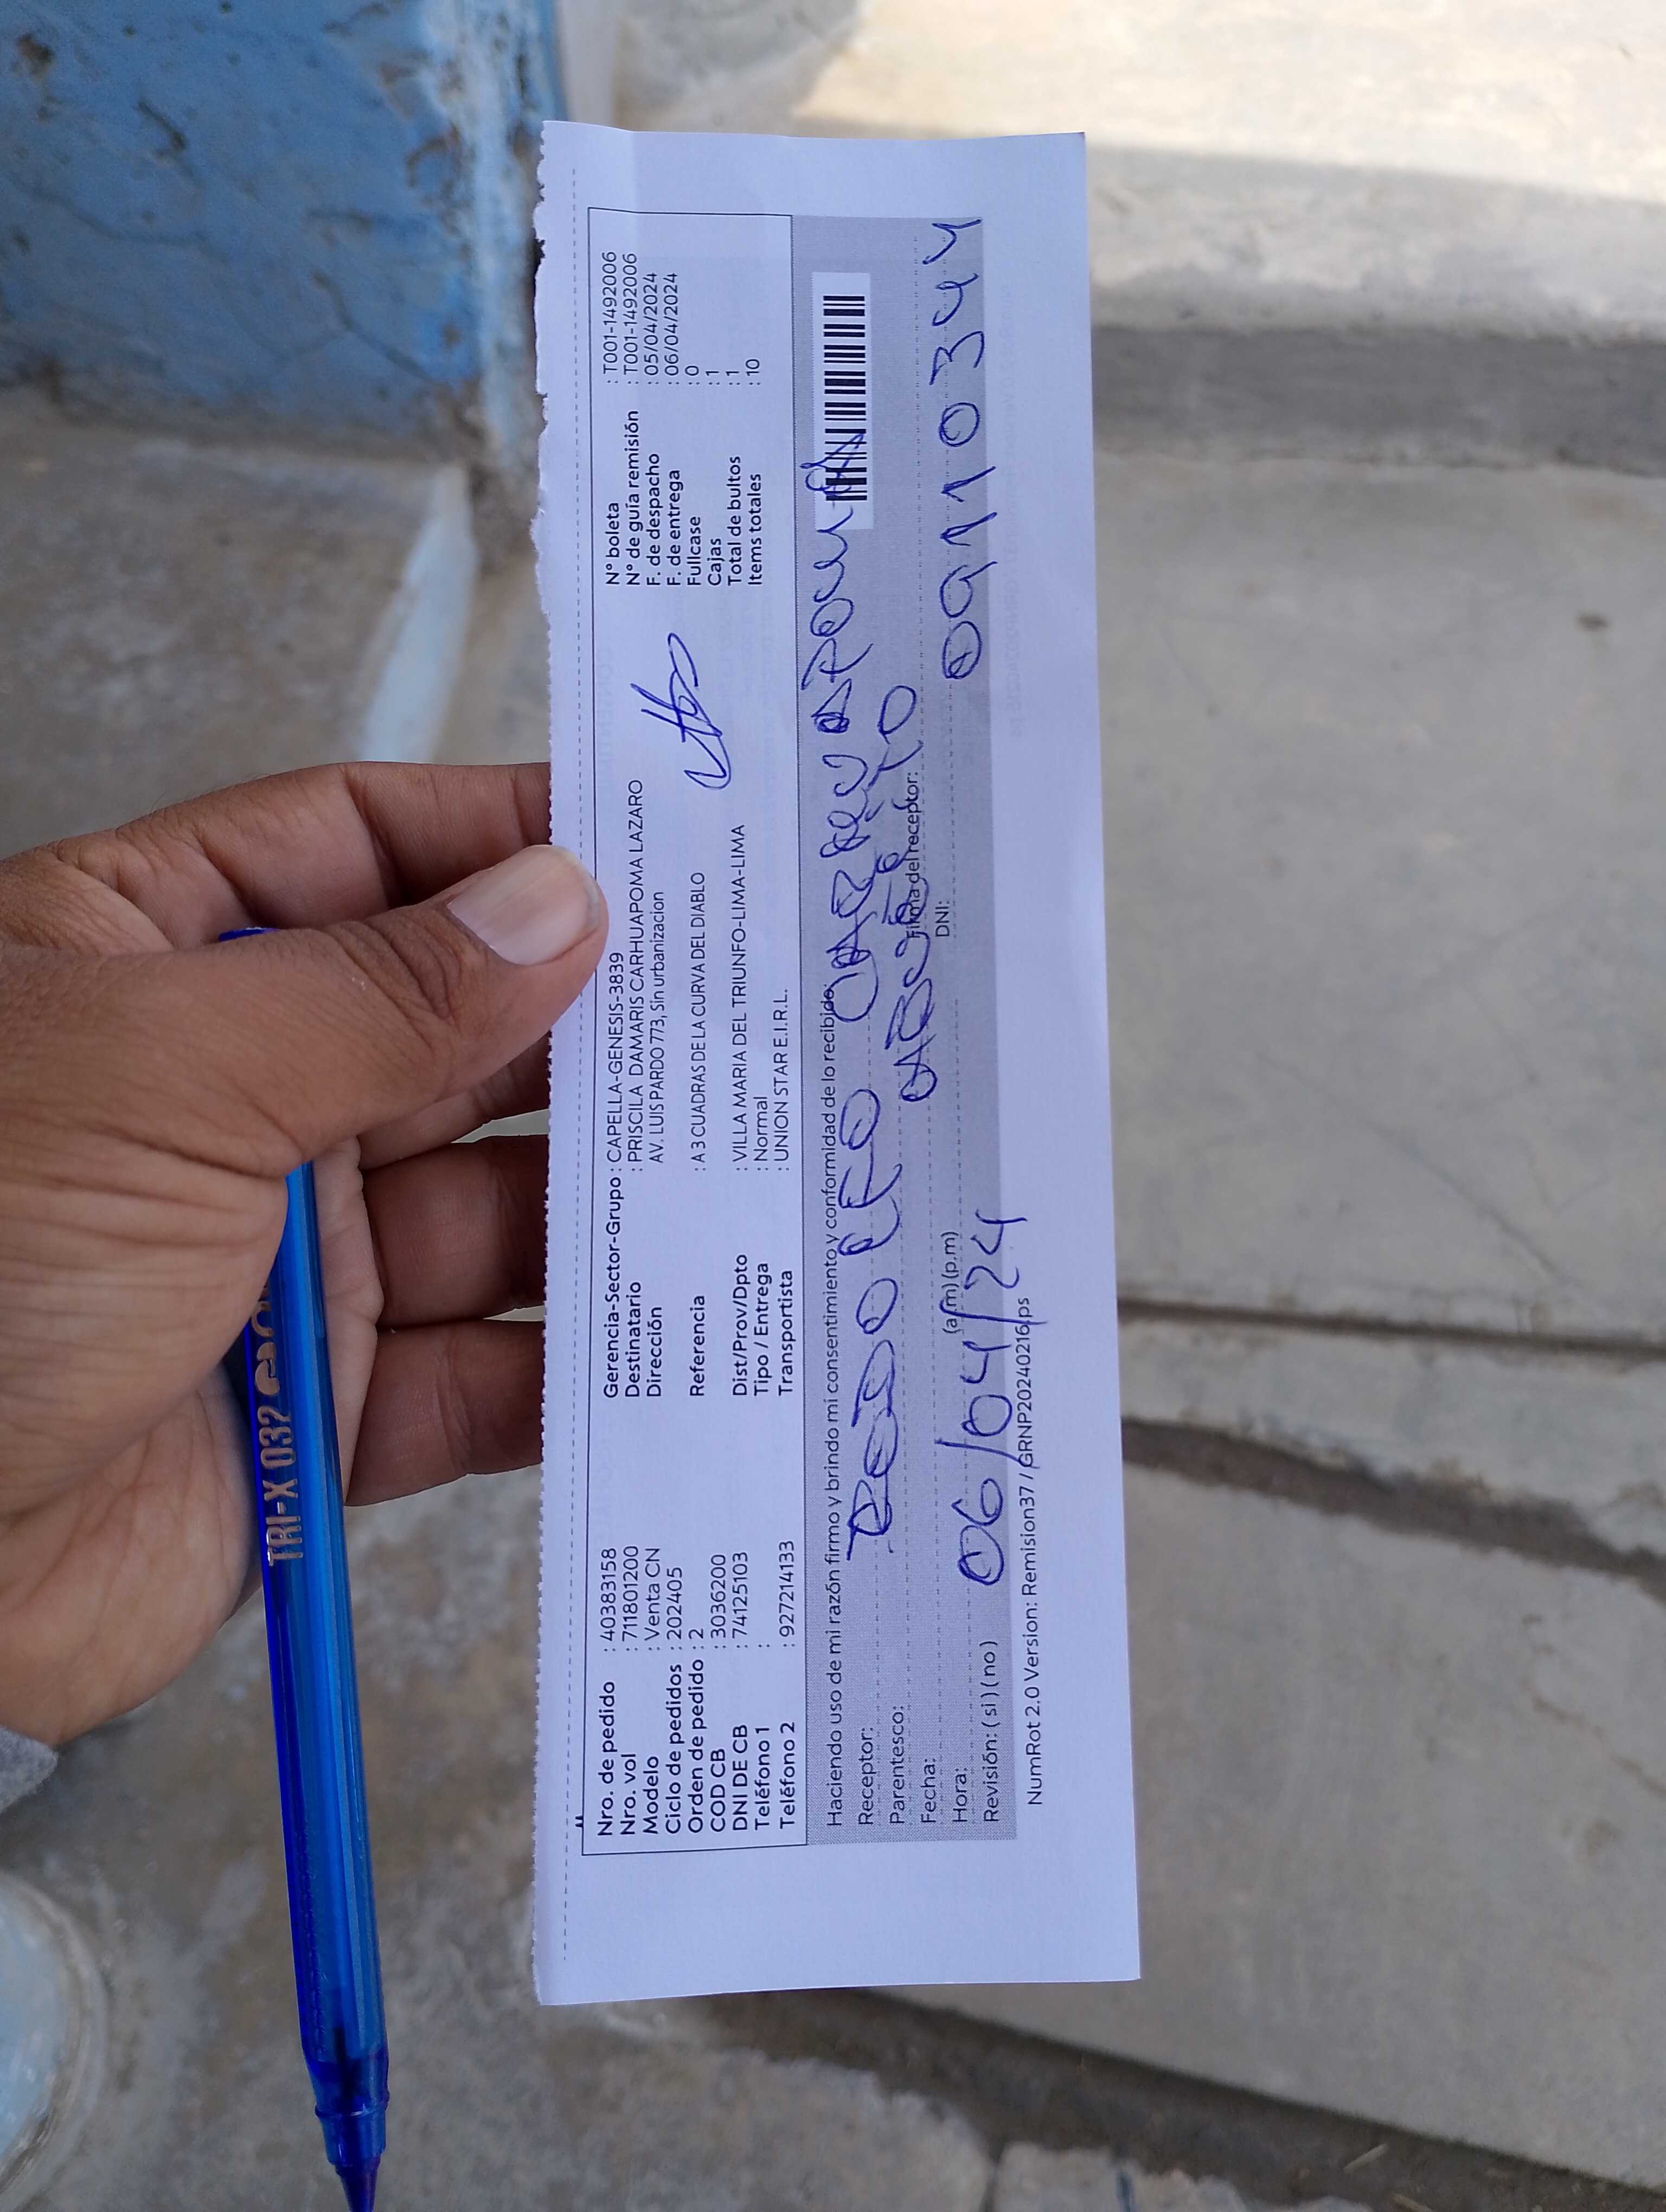 Nro. de pedido : 40383158
Nro. vol : 711801200
Modelo : Venta CN
Ciclo de pedidos : 202405
Orden de pedido : 2
COD CB : 3036200
DNI DE CB : 74125103
Teléfono 1 :
Teléfono 2 : 927214133
Gerencia-Sector-Grupo : CAPELLA-GENESIS-3839
Destinatario : PRISCILA DAMARIS CARHUAPOMA LAZARO
Dirección AV. LUIS PARDO 773, Sin urbanizacion
Referencia : A 3 CUADRAS DE LA CURVA DEL DIABLO
Dist/Prov/Dpto : VILLA MARIA DEL TRIUNFO-LIMA-LIMA
Tipo / Entrega : Normal
Transportista : UNION STAR E.I.R.L.
N° boleta : T001-1492006
N° de guía remisión : T001-1492006
F. de despacho : 05/04/2024
F. de entrega : 06/04/2024
Fullcase : 0
Cajas : 1
Total de bultos : 1
Items totales : 10
Haciendo uso de mi razón firmo y brindo mi consentimiento y conformidad de lo recibido:
Receptor:
Parentesco:
Firma del receptor:
Fecha: 06/04/24
DNI: 09110344
Hora: (a.m) (p.m)
Revisión: ( si ) ( no )
NumRot 2.0 Version: Remision37 / GRNP20240216.ps
TRI-X 032